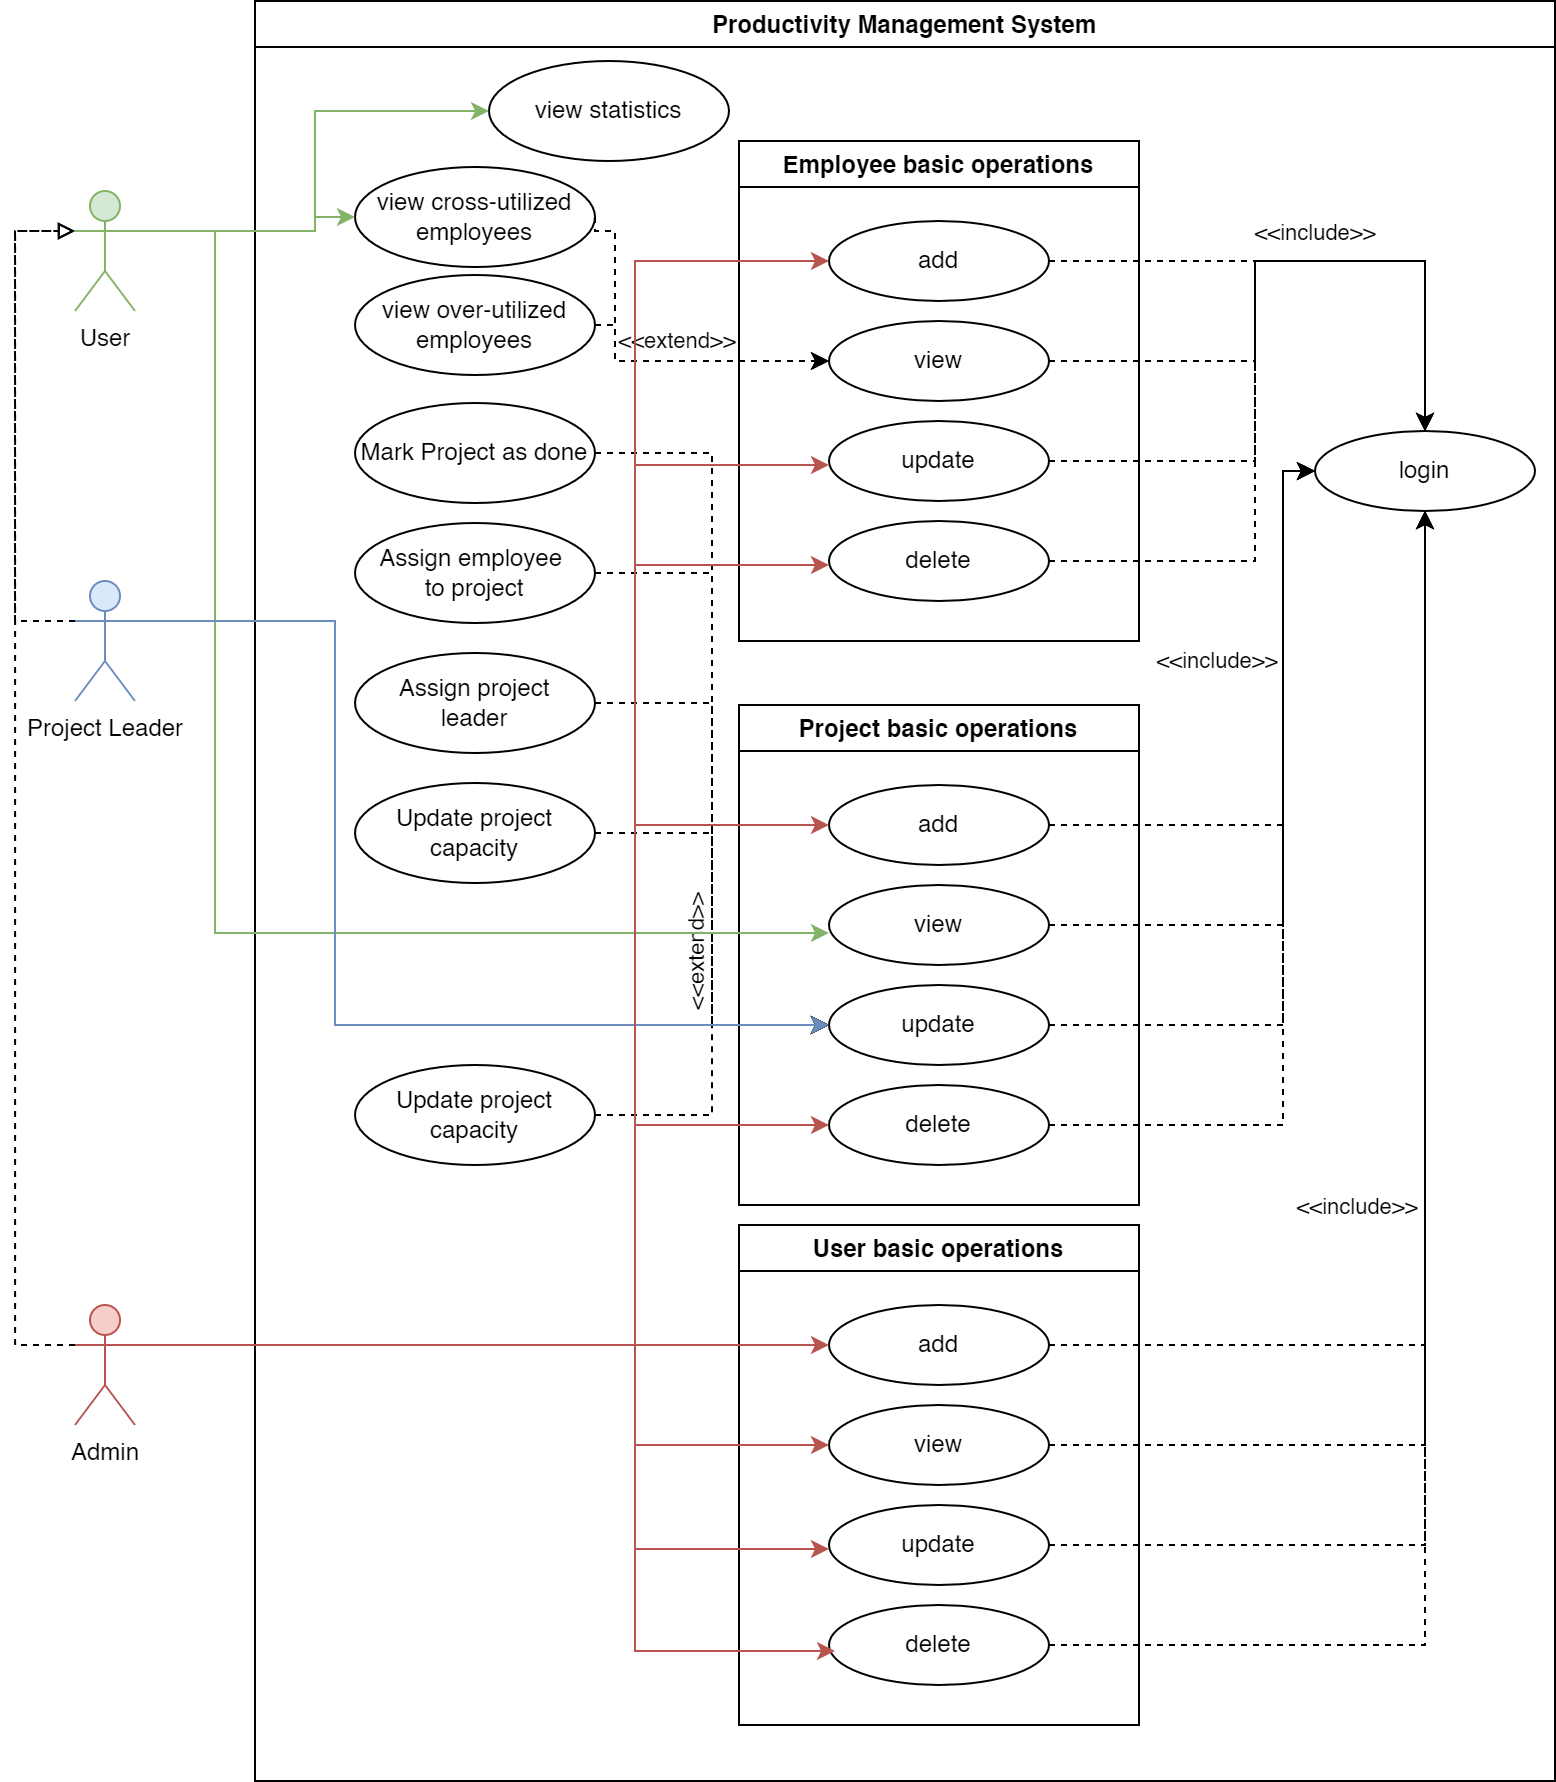 Productivity Management System
view statistics
Employee basic operations
view cross-utilized
employees
User
view over-utilized
employees
<<extend>>
add
view
update
delete
<<include>>
login
Mark Project as done
Assign employee
to project
Project Leader
Assign project
leader
Update project
capacity
<<extend>>
<<include>>
Project basic operations
add
view
update
delete
Update project
capacity
<<include>>
User basic operations
add
view
update
delete
Admin